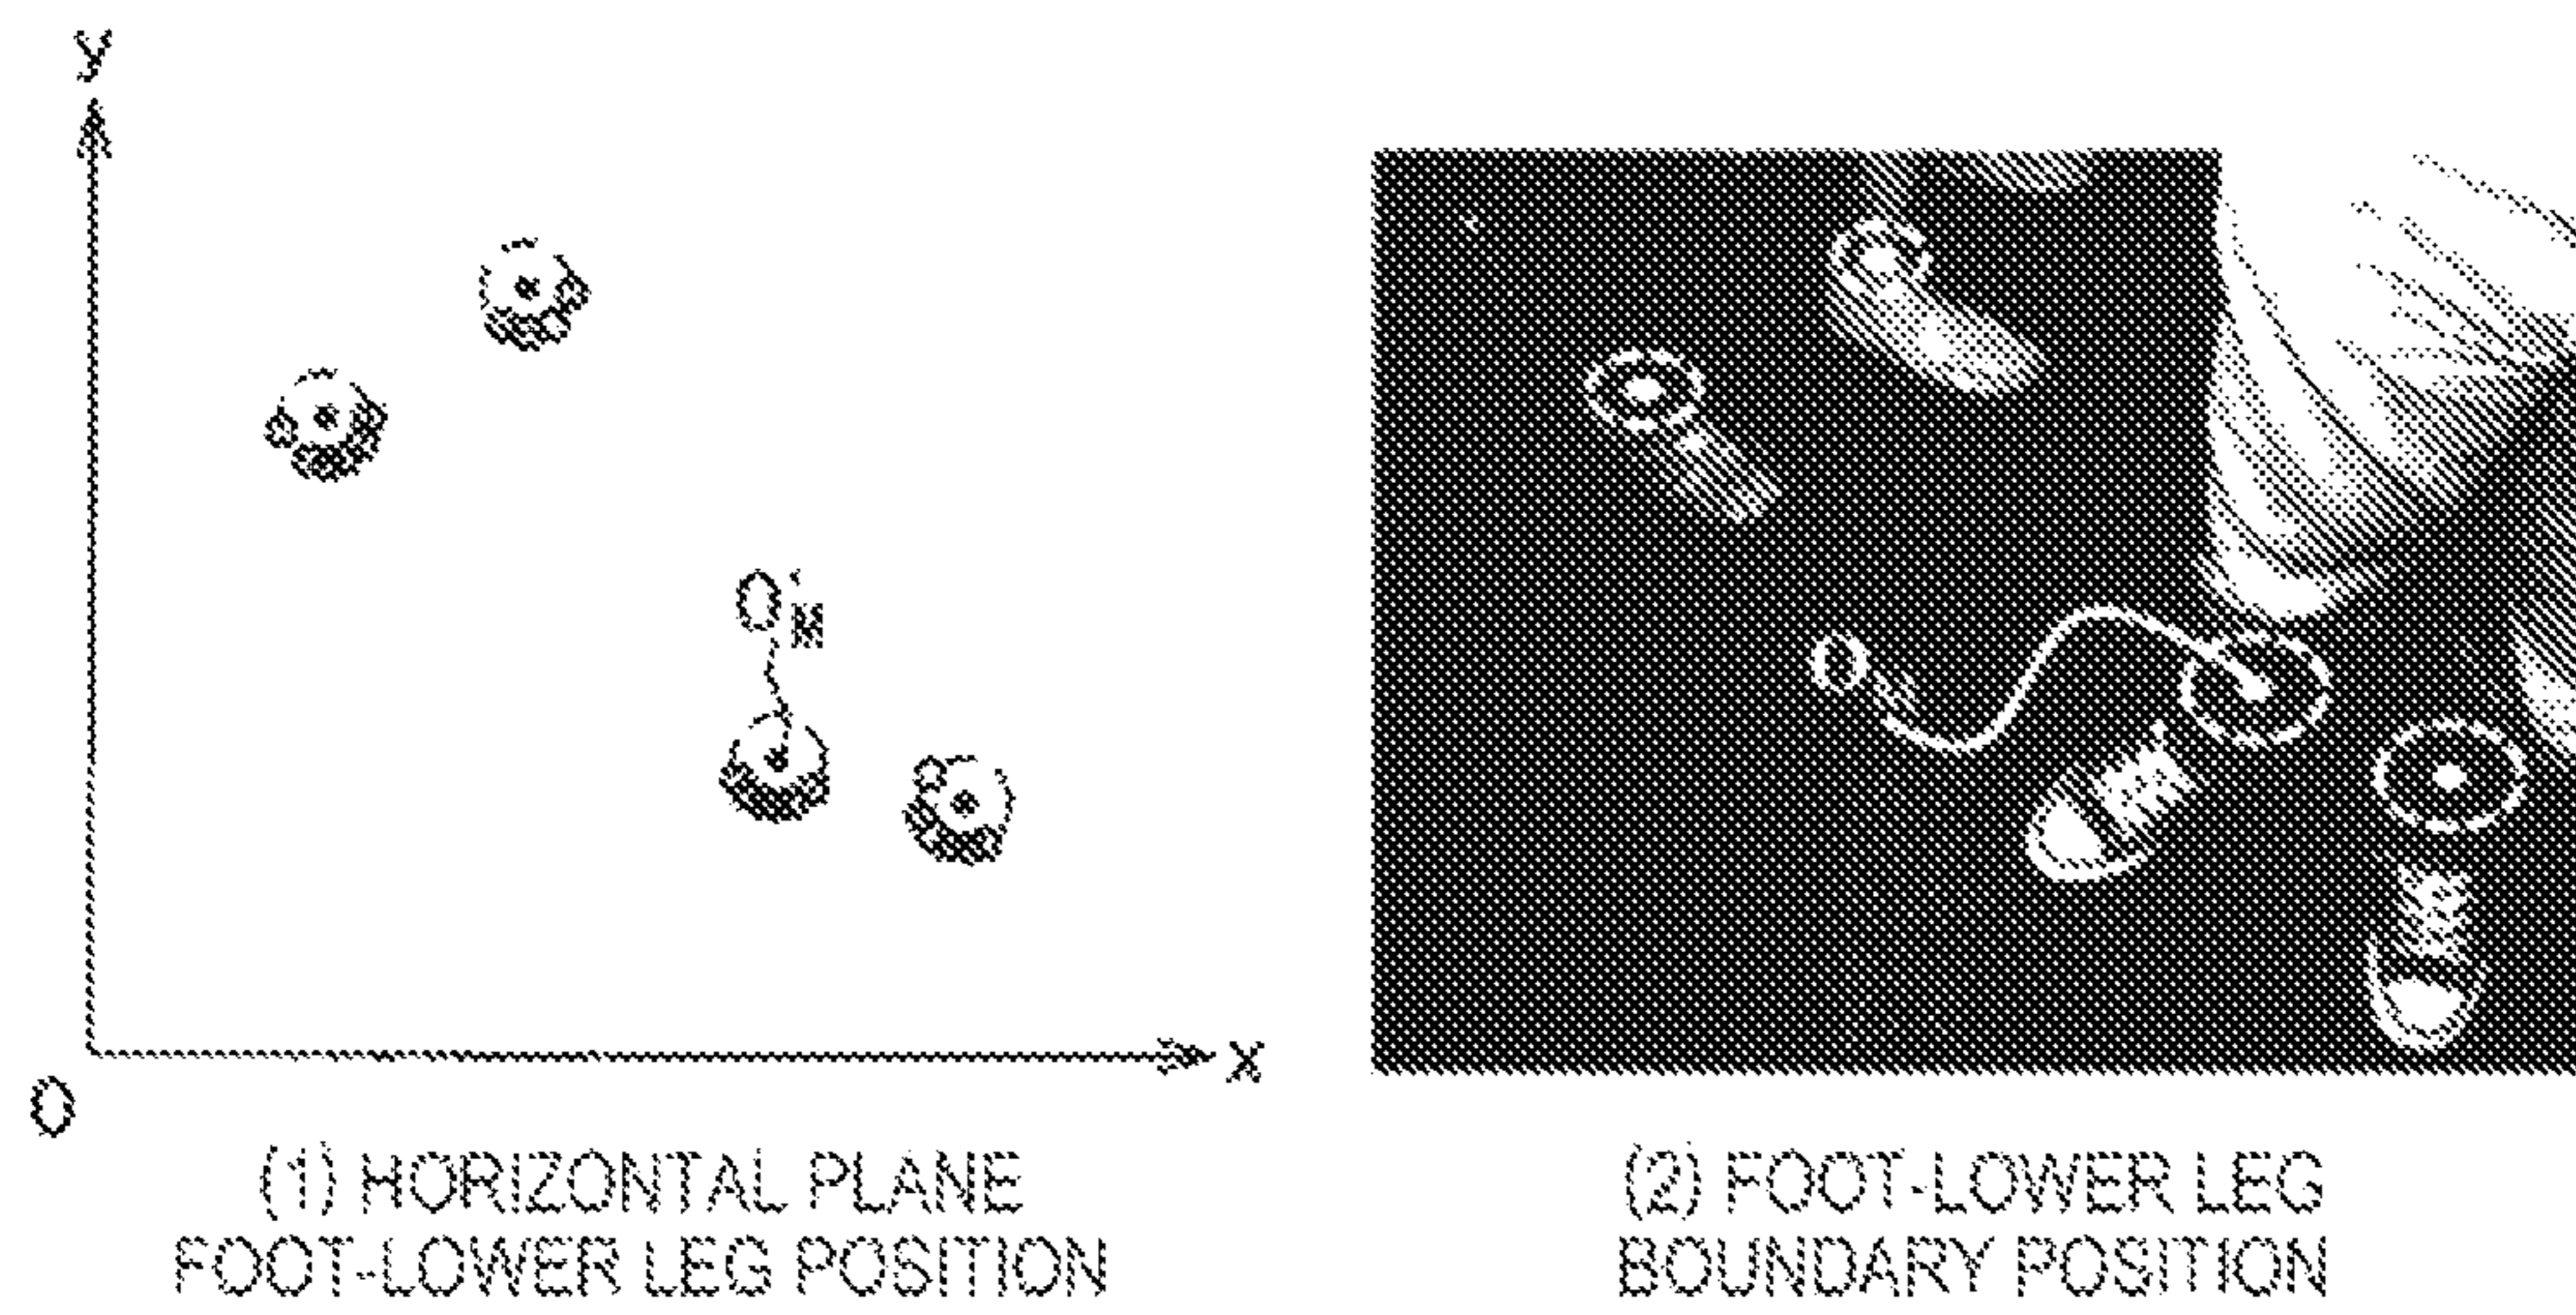 y
O
x
O
(1) HORIZONTAL PLANE
FOOT-LOWER LEG POSITION
(2) FOOT-LOWER LEG
BOUNDARY POSITION